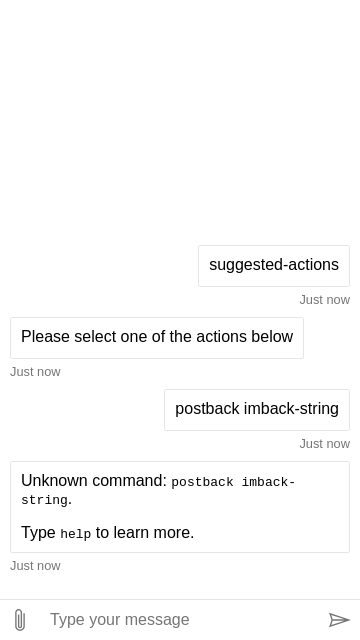 suggested-actions
Just now
Please select one of the actions below
Just now
postback imback-string
Just now
Unknown command: postback imback-
string.
Type help to learn more.
Just now
Type your message